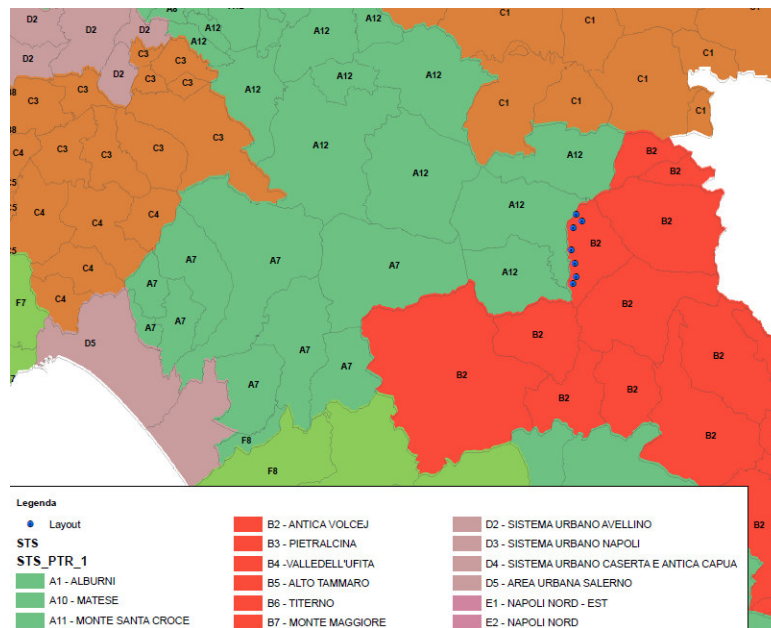 D2
D2
D2
A8
A12
A12
C1
C1
D2
D2
C3
C3
C3
C3
A12
A12
A12
C1
C1
C1
C1
C3
C3
C3
C3
C3
C4
A12
A12
A12
B2
B2
B2
C4
C4
C4
A12
B2
A7
A7
A7
A12
C4
C4
A7
B2
F7
A7
A7
D5
A7
A7
B2
B2
B2
A7
B2
B2
B2
F8
F8
B2
B2
Legenda
Layout
STS
STS_PTR_1
A1 - ALBURNI
A10 - MATESE
A11 - MONTE SANTA CROCE
B2 - ANTICA VOLCEJ
B3 - PIETRALCINA
B4 - VALLEDELL'UFITA
B5 - ALTO TAMMARO
B6 - TITERNO
B7 - MONTE MAGGIORE
D2 - SISTEMA URBANO AVELLINO
D3 - SISTEMA URBANO NAPOLI
D4 - SISTEMA URBANO CASERTA E ANTICA CAPUA
D5 - AREA URBANA SALERNO
E1 - NAPOLI NORD - EST
E2 - NAPOLI NORD